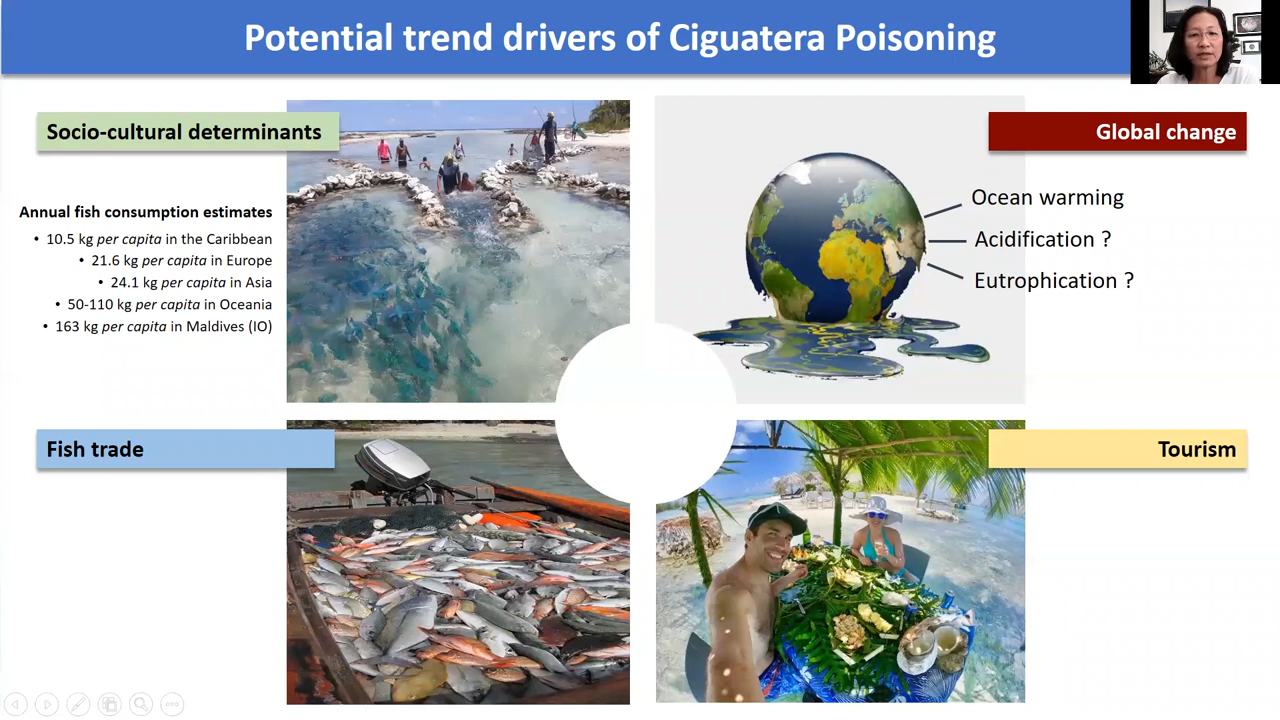 Potential trend drivers of Ciguatera Poisoning
Socio-cultural determinants
Annual fish consumption estimates
• 10.5 kg per capita in the Caribbean
• 21.6 kg per capita in Europe
• 24.1 kg per capita in Asia
• 50-110 kg per capita in Oceania
• 163 kg per capita in Maldives (IO)
Global change
Ocean warming
Acidification ?
Eutrophication ?
Fish trade
Tourism